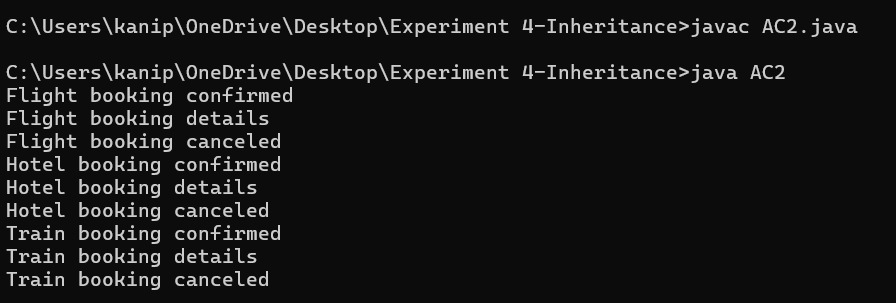 C:\Users\kanip\OneDrive\Desktop\Experiment 4-Inheritance>javac AC2.java
C:\Users\kanip\OneDrive\Desktop\Experiment 4-Inheritance>java AC2
Flight booking confirmed
Flight booking details
Flight booking canceled
Hotel booking confirmed
Hotel booking details
Hotel booking canceled
Train booking confirmed
Train booking details
Train booking canceled